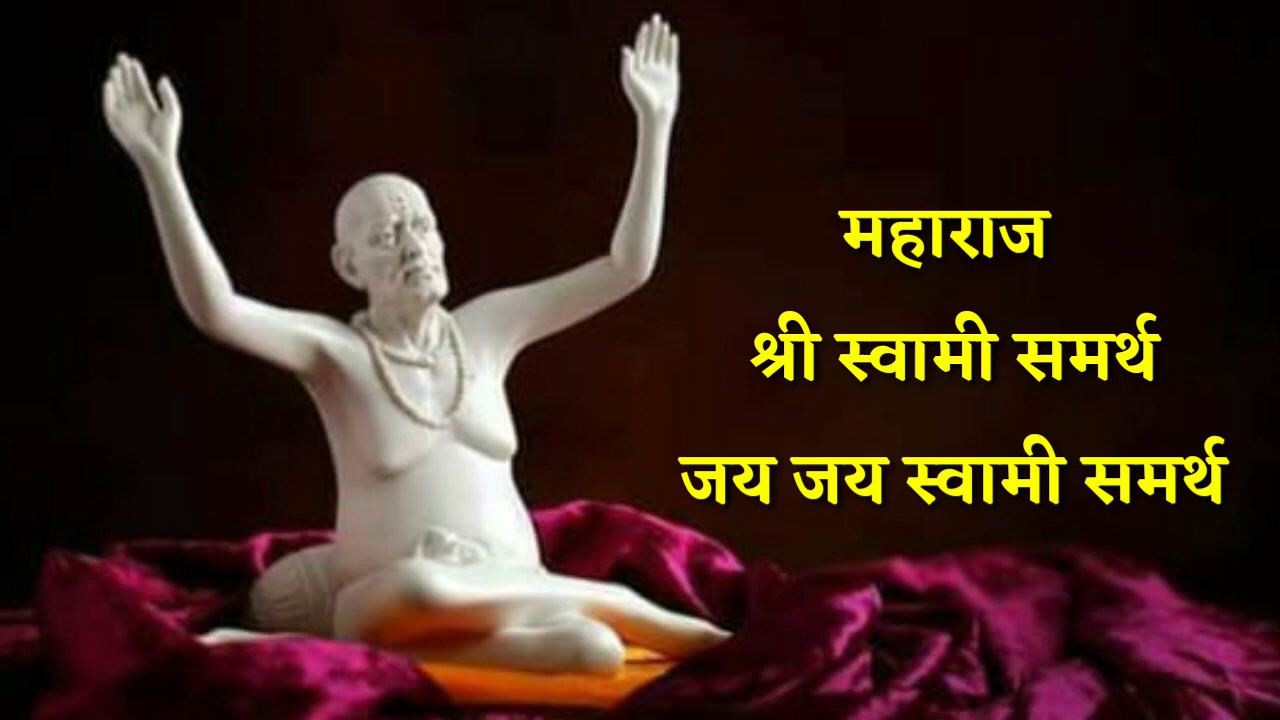 महाराज
श्री स्वामी समर्थ
जय जय स्वामी समर्थ